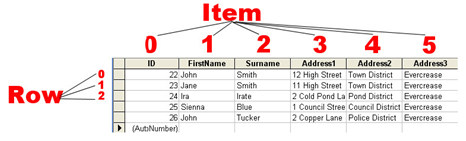 Item
0 1 2 3 4 5
ID FirstName Surname Address1 Address2 Address3
Row
0 22 John Smith 12 High Street Town District Evercrease
1 23 Jane Smith 11 High Street Town District Evercrease
2 24 Ira Irate 2 Cold Pond La Pond District Evercrease
25 Sienna Blue 1 Council Stree Council District Evercrease
26 John Tucker 2 Copper Lane Police District Evercrease
(AutoNumber)